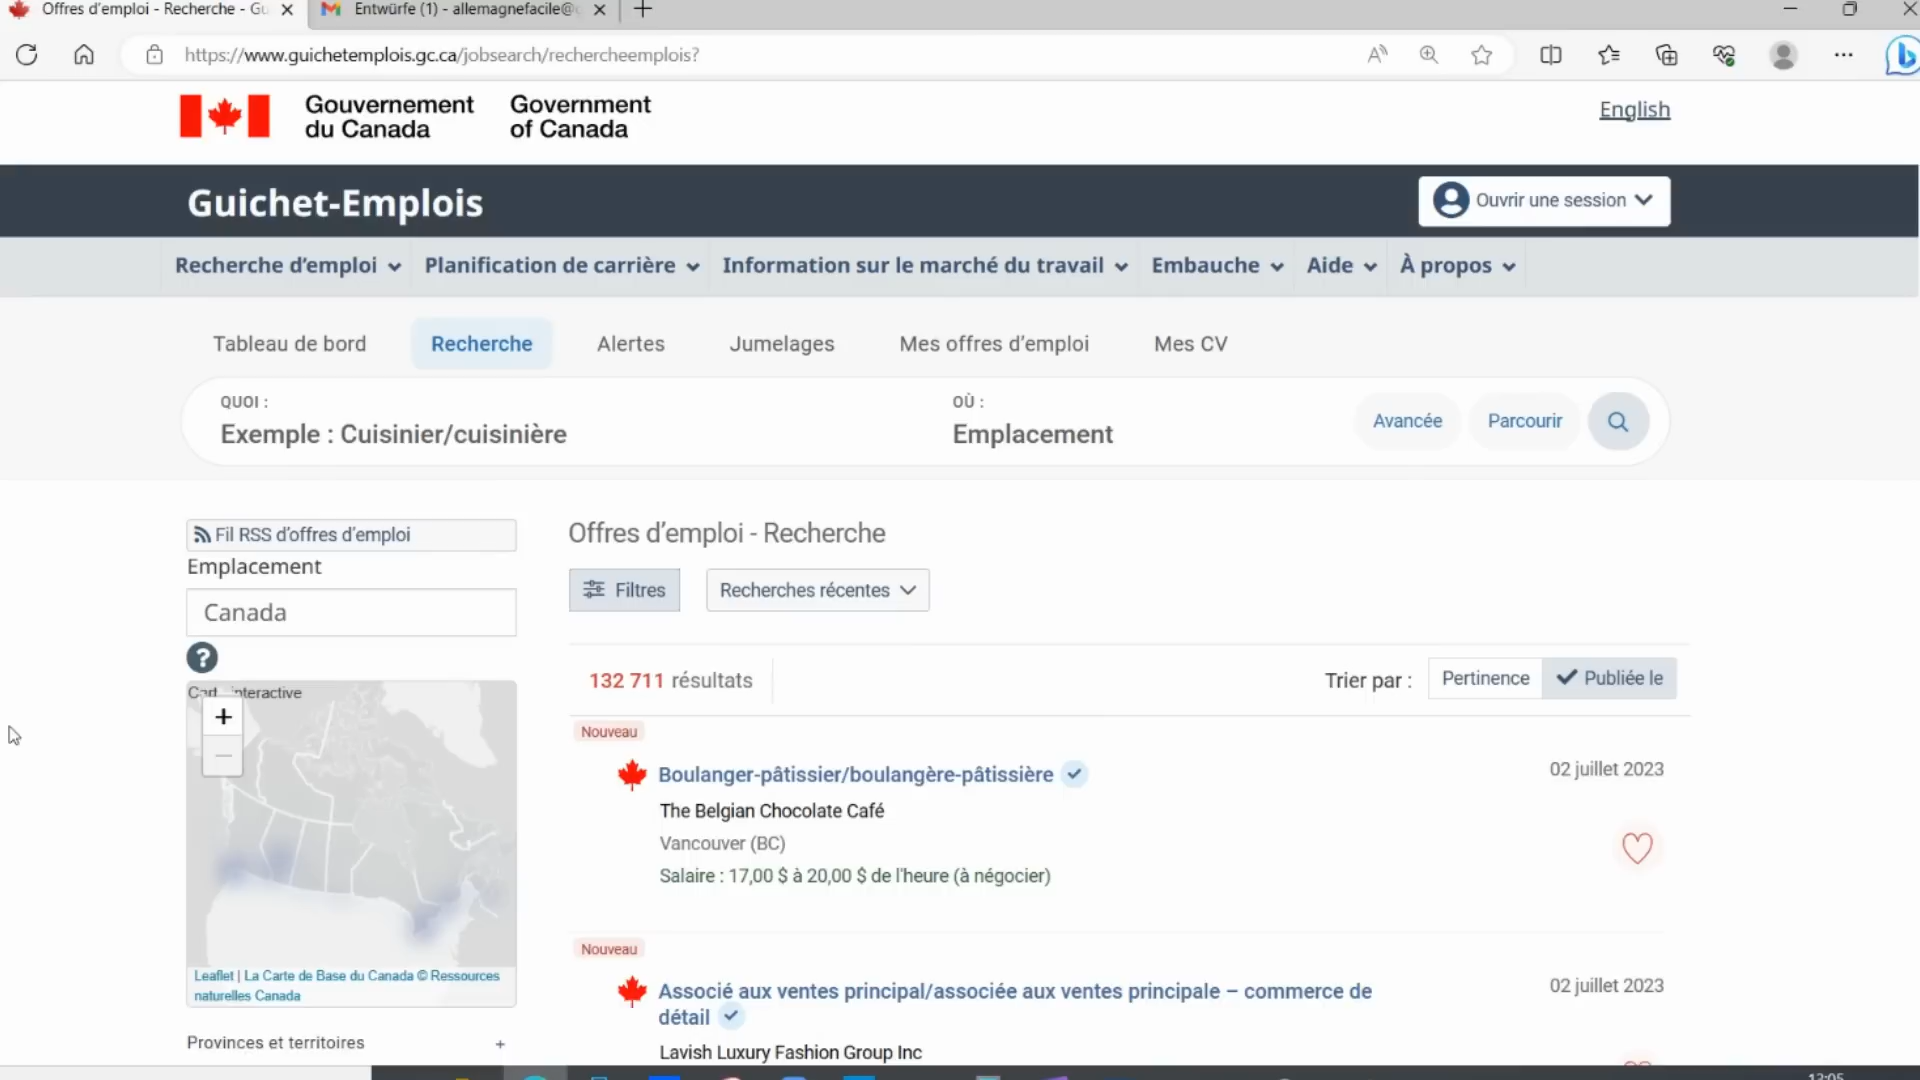 Offres d'emploi - Recherche - Gu
Entwürfe (1) - allemagnefacile@
https://www.guichetemplois.gc.ca/jobsearch/rechercheemplois?
Gouvernement
du Canada
Government
of Canada
English
Guichet-Emplois
Ouvrir une session
Recherche d'emploi
Planification de carrière
Information sur le marché du travail
Embauche
Aide
À propos
Tableau de bord
Recherche
Alertes
Jumelages
Mes offres d'emploi
Mes CV
QUOI :
Exemple : Cuisinier/cuisinière
OÙ :
Emplacement
Avancée
Parcourir
Fil RSS d'offres d'emploi
Emplacement
Canada
interactive
Leaflet | La Carte de Base du Canada © Ressources
naturelles Canada
Provinces et territoires +
Offres d'emploi - Recherche
Filtres
Recherches récentes
132 711 résultats
Trier par :
Pertinence
Publiée le
Nouveau
Boulanger-pâtissier/boulangère-pâtissière
02 juillet 2023
The Belgian Chocolate Café
Vancouver (BC)
Salaire : 17,00 $ à 20,00 $ de l'heure (à négocier)
Nouveau
Associé aux ventes principal/associée aux ventes principale – commerce de
détail
02 juillet 2023
Lavish Luxury Fashion Group Inc